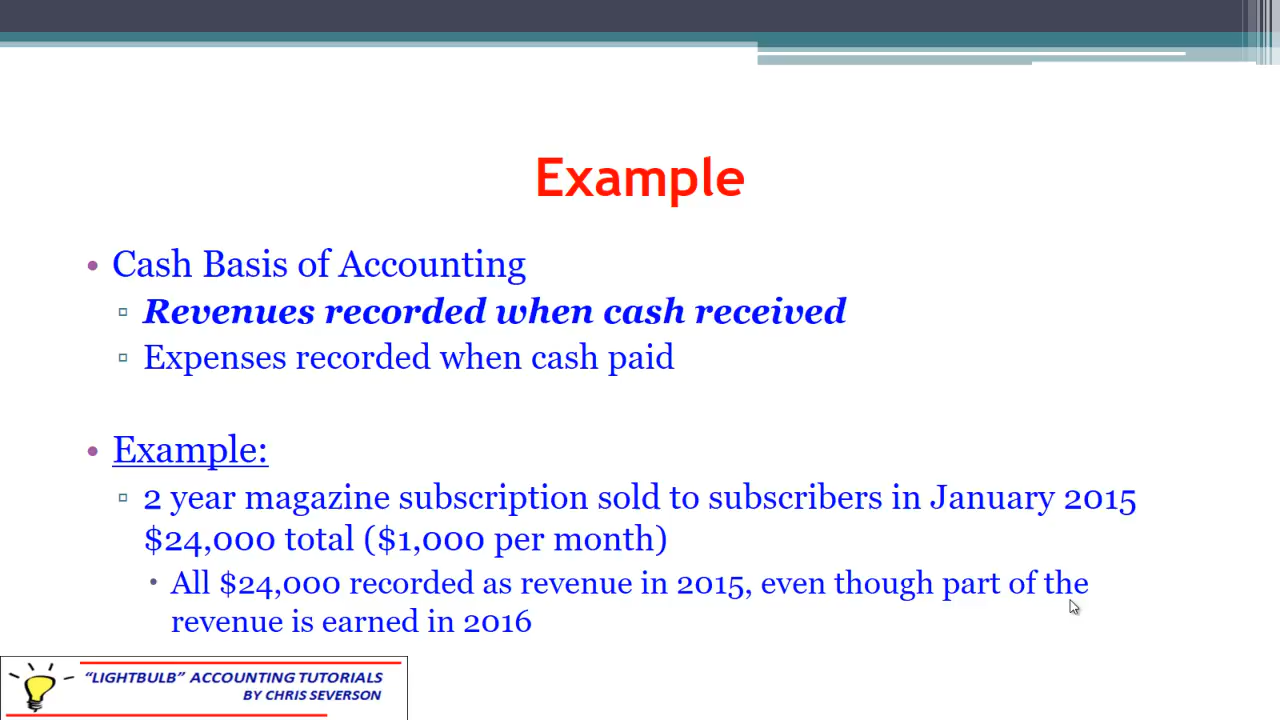 Example
• Cash Basis of Accounting
▫ Revenues recorded when cash received
▫ Expenses recorded when cash paid
• Example:
▫ 2 year magazine subscription sold to subscribers in January 2015
$24,000 total ($1,000 per month)
• All $24,000 recorded as revenue in 2015, even though part of the
revenue is earned in 2016
“LIGHTBULB” ACCOUNTING TUTORIALS
BY CHRIS SEVERSON